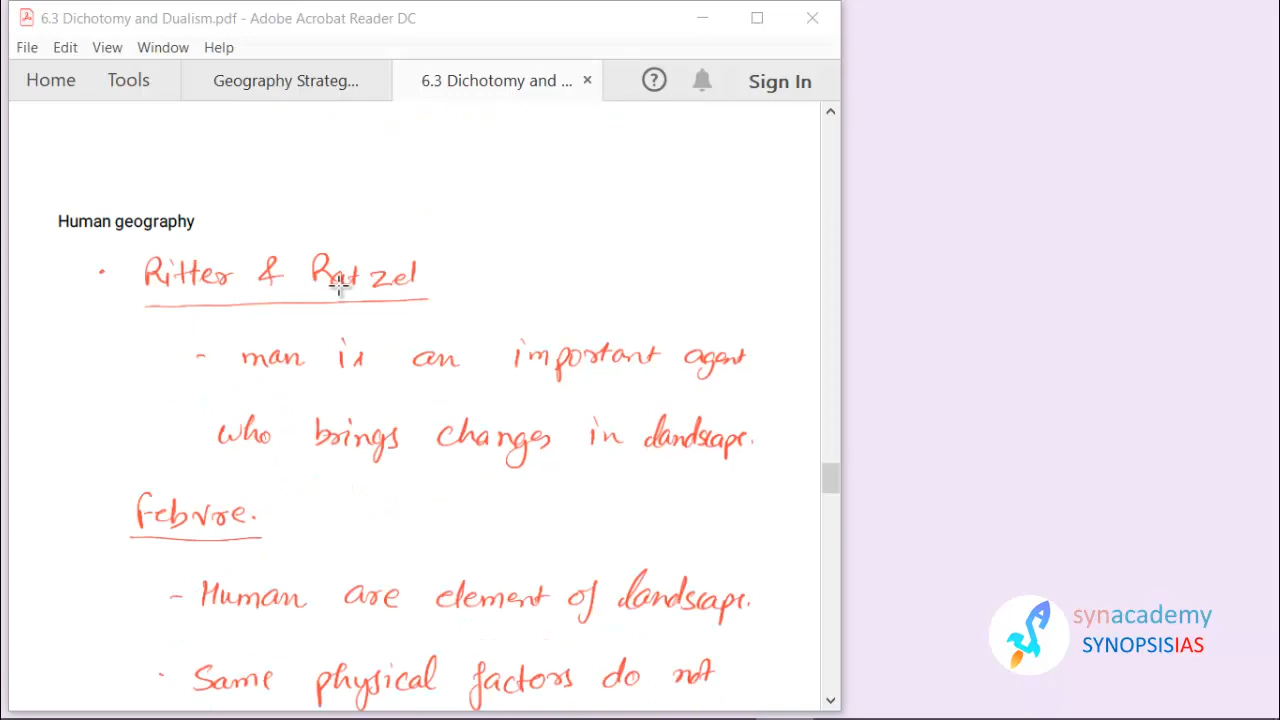 6.3 Dichotomy and Dualism.pdf - Adobe Acrobat Reader DC
File Edit View Window Help
Home Tools Geography Strateg... 6.3 Dichotomy and ... × ? Sign In
Human geography
• Ritter & Ratzel
- man is an important agent
who brings changes in landscape.
Febvre.
- Human are element of landscape.
• Same physical factors do not
synacademy
SYNOPSISIAS